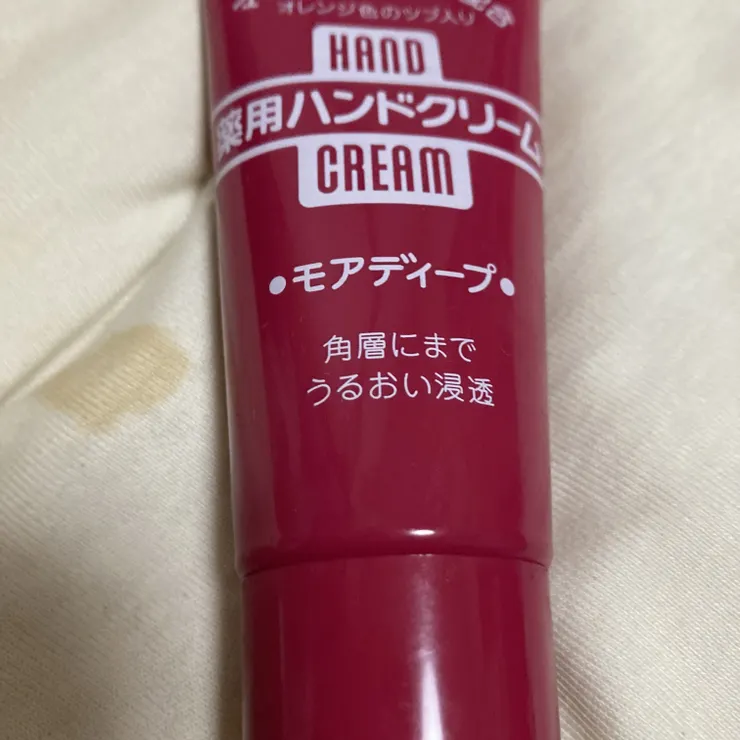 オレンジ色のツブ入り
HAND
薬用ハンドクリーム
CREAM
•モアディープ•
角層にまで
うるおい浸透